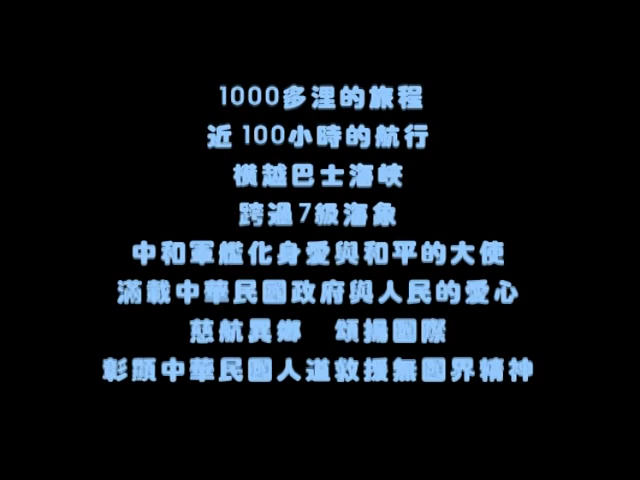 1000多浬的旅程
近100小時的航行
橫越巴士海峽
跨過7級海象
中和軍艦化身愛與和平的大使
滿載中華民國政府與人民的愛心
慈航異鄉 頌揚國際
彰顯中華民國人道救援無國界精神